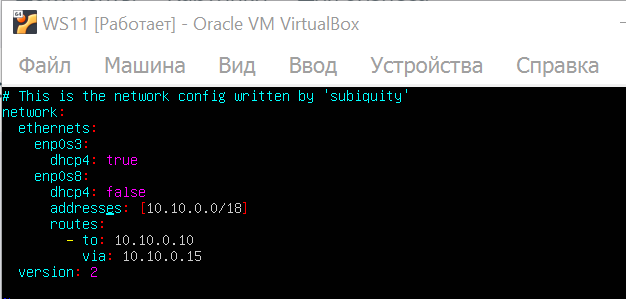 64
WS11 [Работает] - Oracle VM VirtualBox
Файл Машина Вид Ввод Устройства Справка
# This is the network config written by 'subiquity'
network:
  ethernets:
    enp0s3:
      dhcp4: true
    enp0s8:
      dhcp4: false
      addresses: [10.10.0.0/18]
      routes:
        - to: 10.10.0.10
          via: 10.10.0.15
  version: 2